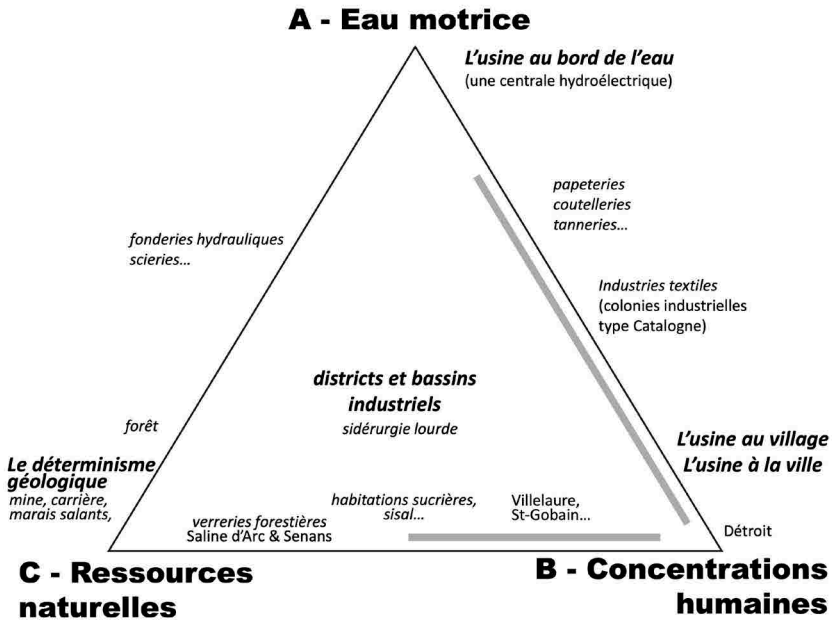 A - Eau motrice
L'usine au bord de l'eau
(une centrale hydroélectrique)
papeteries
coutelleries
tanneries...
fonderies hydrauliques
scieries...
Industries textiles
(colonies industrielles
type Catalogne)
districts et bassins
industriels
sidérurgie lourde
forêt
L'usine au village
L'usine à la ville
Le déterminisme
géologique
mine, carrière,
marais salants,
habitations sucrières,
sisal...
Villelaure,
St-Gobain...
verreries forestières
Saline d'Arc & Senans
Détroit
C - Ressources
naturelles
B - Concentrations
humaines